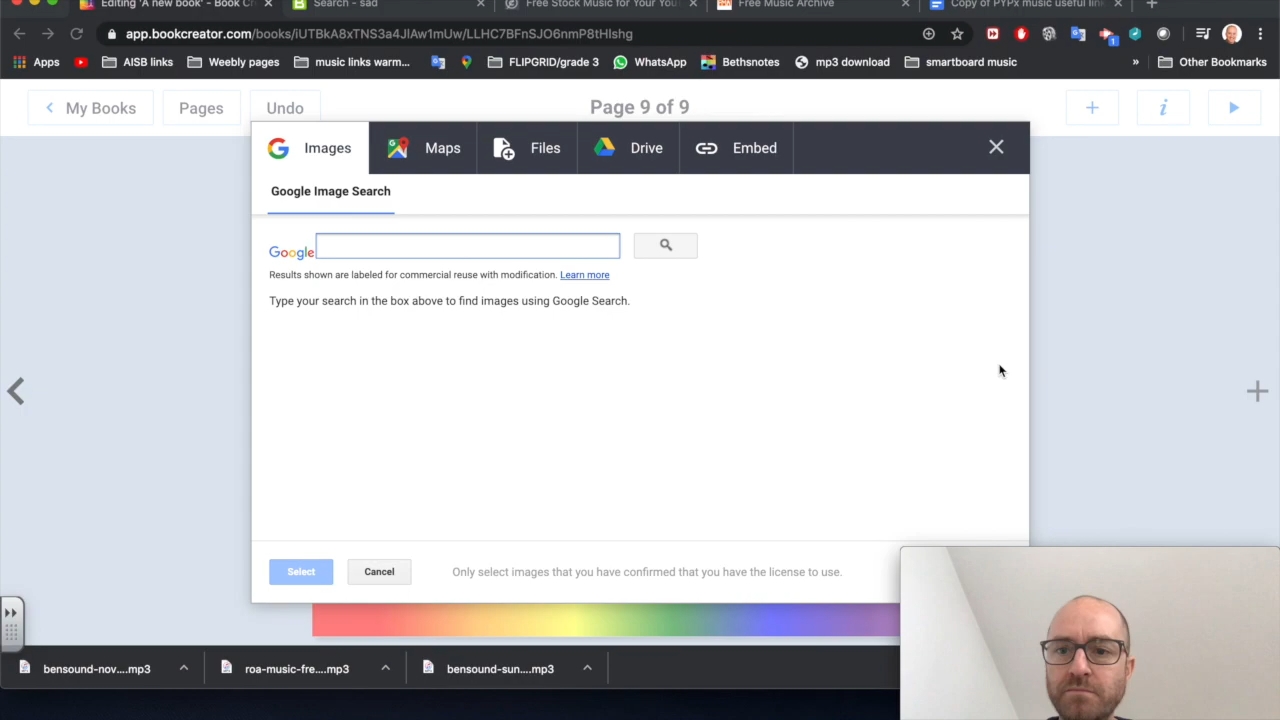 Editing 'A new book' - Book C
Search - sad
Free Stock Music for Your You
Free Music Archive
Copy of PYPx music useful lin
app.bookcreator.com/books/iUTBkA8xTNS3a4JlAw1mUw/LLHC7BFnSJO6nmP8tHlshg
1
Apps
AISB links
Weebly pages
music links warm...
FLIPGRID/grade 3
WhatsApp
Bethsnotes
mp3 download
smartboard music
»
Other Bookmarks
My Books
Pages
Undo
Page 9 of 9
i
Images
Maps
Files
Drive
Embed
Google Image Search
Google
Results shown are labeled for commercial reuse with modification. Learn more
Type your search in the box above to find images using Google Search.
Select
Cancel
Only select images that you have confirmed that you have the license to use.
bensound-nov....mp3
roa-music-fre....mp3
bensound-sun....mp3